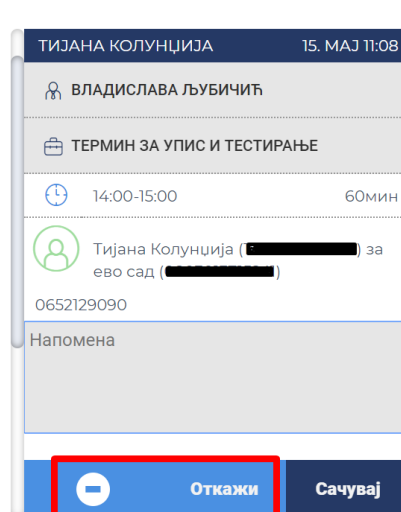 ТИЈАНА КОЛУНЏИЈА 15. МАЈ 11:08
ВЛАДИСЛАВА ЉУБИЧИЋ
ТЕРМИН ЗА УПИС И ТЕСТИРАЊЕ
14:00-15:00 60мин
Тијана Колунџија ( ) за
ево сад ( )
0652129090
Напомена
Откажи Сачувај